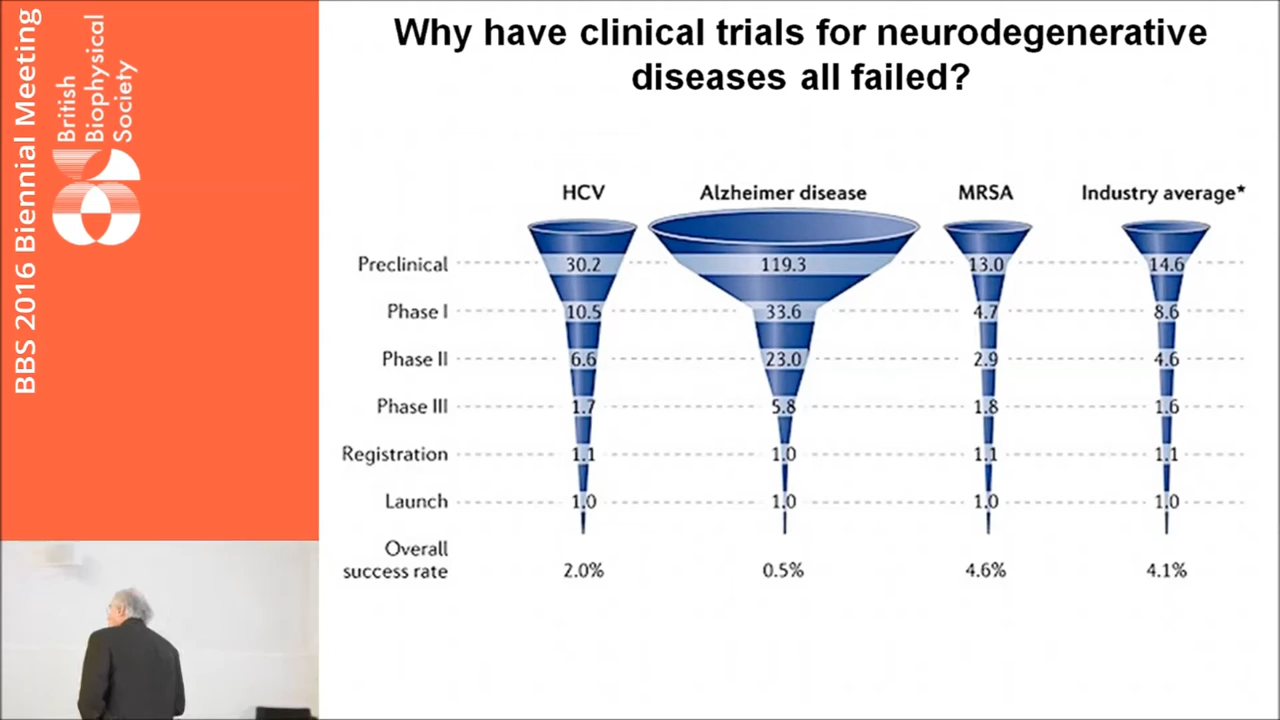 BBS 2016 Biennial Meeting
British
Biophysical
Society
Why have clinical trials for neurodegenerative
diseases all failed?
HCV Alzheimer disease MRSA Industry average*
Preclinical 30.2 119.3 13.0 14.6
Phase I 10.5 33.6 4.7 8.6
Phase II 6.6 23.0 2.9 4.6
Phase III 1.7 5.8 1.8 1.6
Registration 1.1 1.0 1.1 1.1
Launch 1.0 1.0 1.0 1.0
Overall
success rate 2.0% 0.5% 4.6% 4.1%